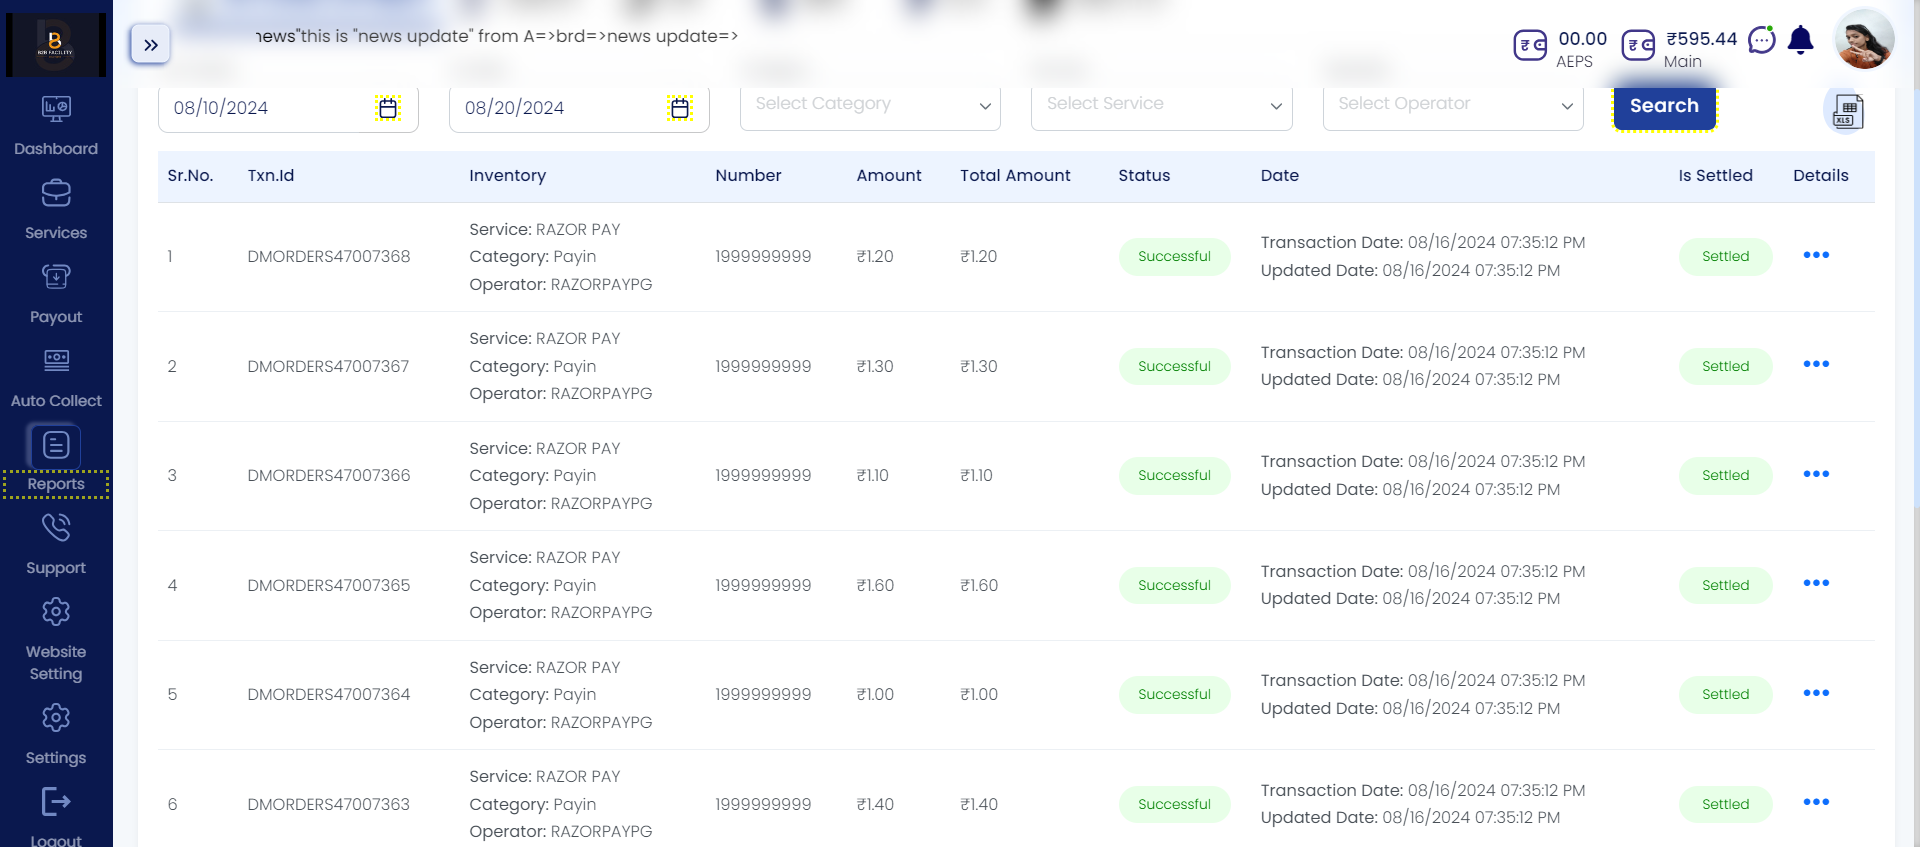 news"this is "news update" from A=>brd=>news update=>
00.00
AEPS
₹595.44
Main
B2B FACILITY
Dashboard
Services
Payout
Auto Collect
Reports
Support
Website
Setting
Settings
Logout
08/10/2024
08/20/2024
Select Category
Select Service
Select Operator
Search
XLS
Sr.No. Txn.Id Inventory Number Amount Total Amount Status Date Is Settled Details
Service: RAZOR PAY
1 DMORDERS47007368 Category: Payin 1999999999 ₹1.20 ₹1.20 Successful Transaction Date: 08/16/2024 07:35:12 PM Settled
Operator: RAZORPAYPG Updated Date: 08/16/2024 07:35:12 PM
Service: RAZOR PAY
2 DMORDERS47007367 Category: Payin 1999999999 ₹1.30 ₹1.30 Successful Transaction Date: 08/16/2024 07:35:12 PM Settled
Operator: RAZORPAYPG Updated Date: 08/16/2024 07:35:12 PM
Service: RAZOR PAY
3 DMORDERS47007366 Category: Payin 1999999999 ₹1.10 ₹1.10 Successful Transaction Date: 08/16/2024 07:35:12 PM Settled
Operator: RAZORPAYPG Updated Date: 08/16/2024 07:35:12 PM
Service: RAZOR PAY
4 DMORDERS47007365 Category: Payin 1999999999 ₹1.60 ₹1.60 Successful Transaction Date: 08/16/2024 07:35:12 PM Settled
Operator: RAZORPAYPG Updated Date: 08/16/2024 07:35:12 PM
Service: RAZOR PAY
5 DMORDERS47007364 Category: Payin 1999999999 ₹1.00 ₹1.00 Successful Transaction Date: 08/16/2024 07:35:12 PM Settled
Operator: RAZORPAYPG Updated Date: 08/16/2024 07:35:12 PM
Service: RAZOR PAY
6 DMORDERS47007363 Category: Payin 1999999999 ₹1.40 ₹1.40 Successful Transaction Date: 08/16/2024 07:35:12 PM Settled
Operator: RAZORPAYPG Updated Date: 08/16/2024 07:35:12 PM